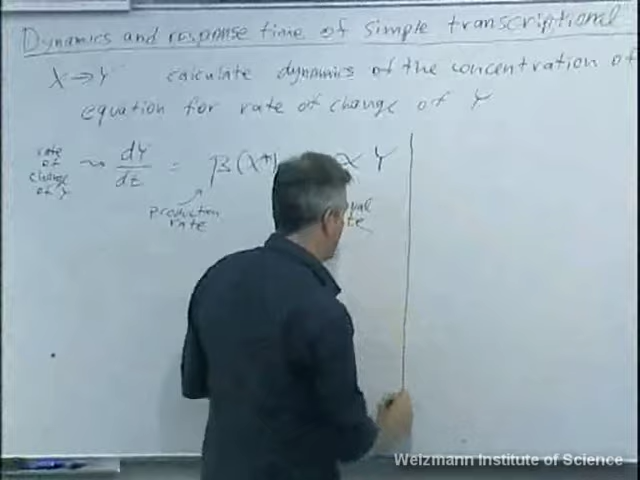 Dynamics and response time of simple transcriptional
X → Y calculate dynamics of the concentration of
equation for rate of change of Y
rate of change of Y ~ dY/dt = β(X*) α Y
production rate
Weizmann Institute of Science